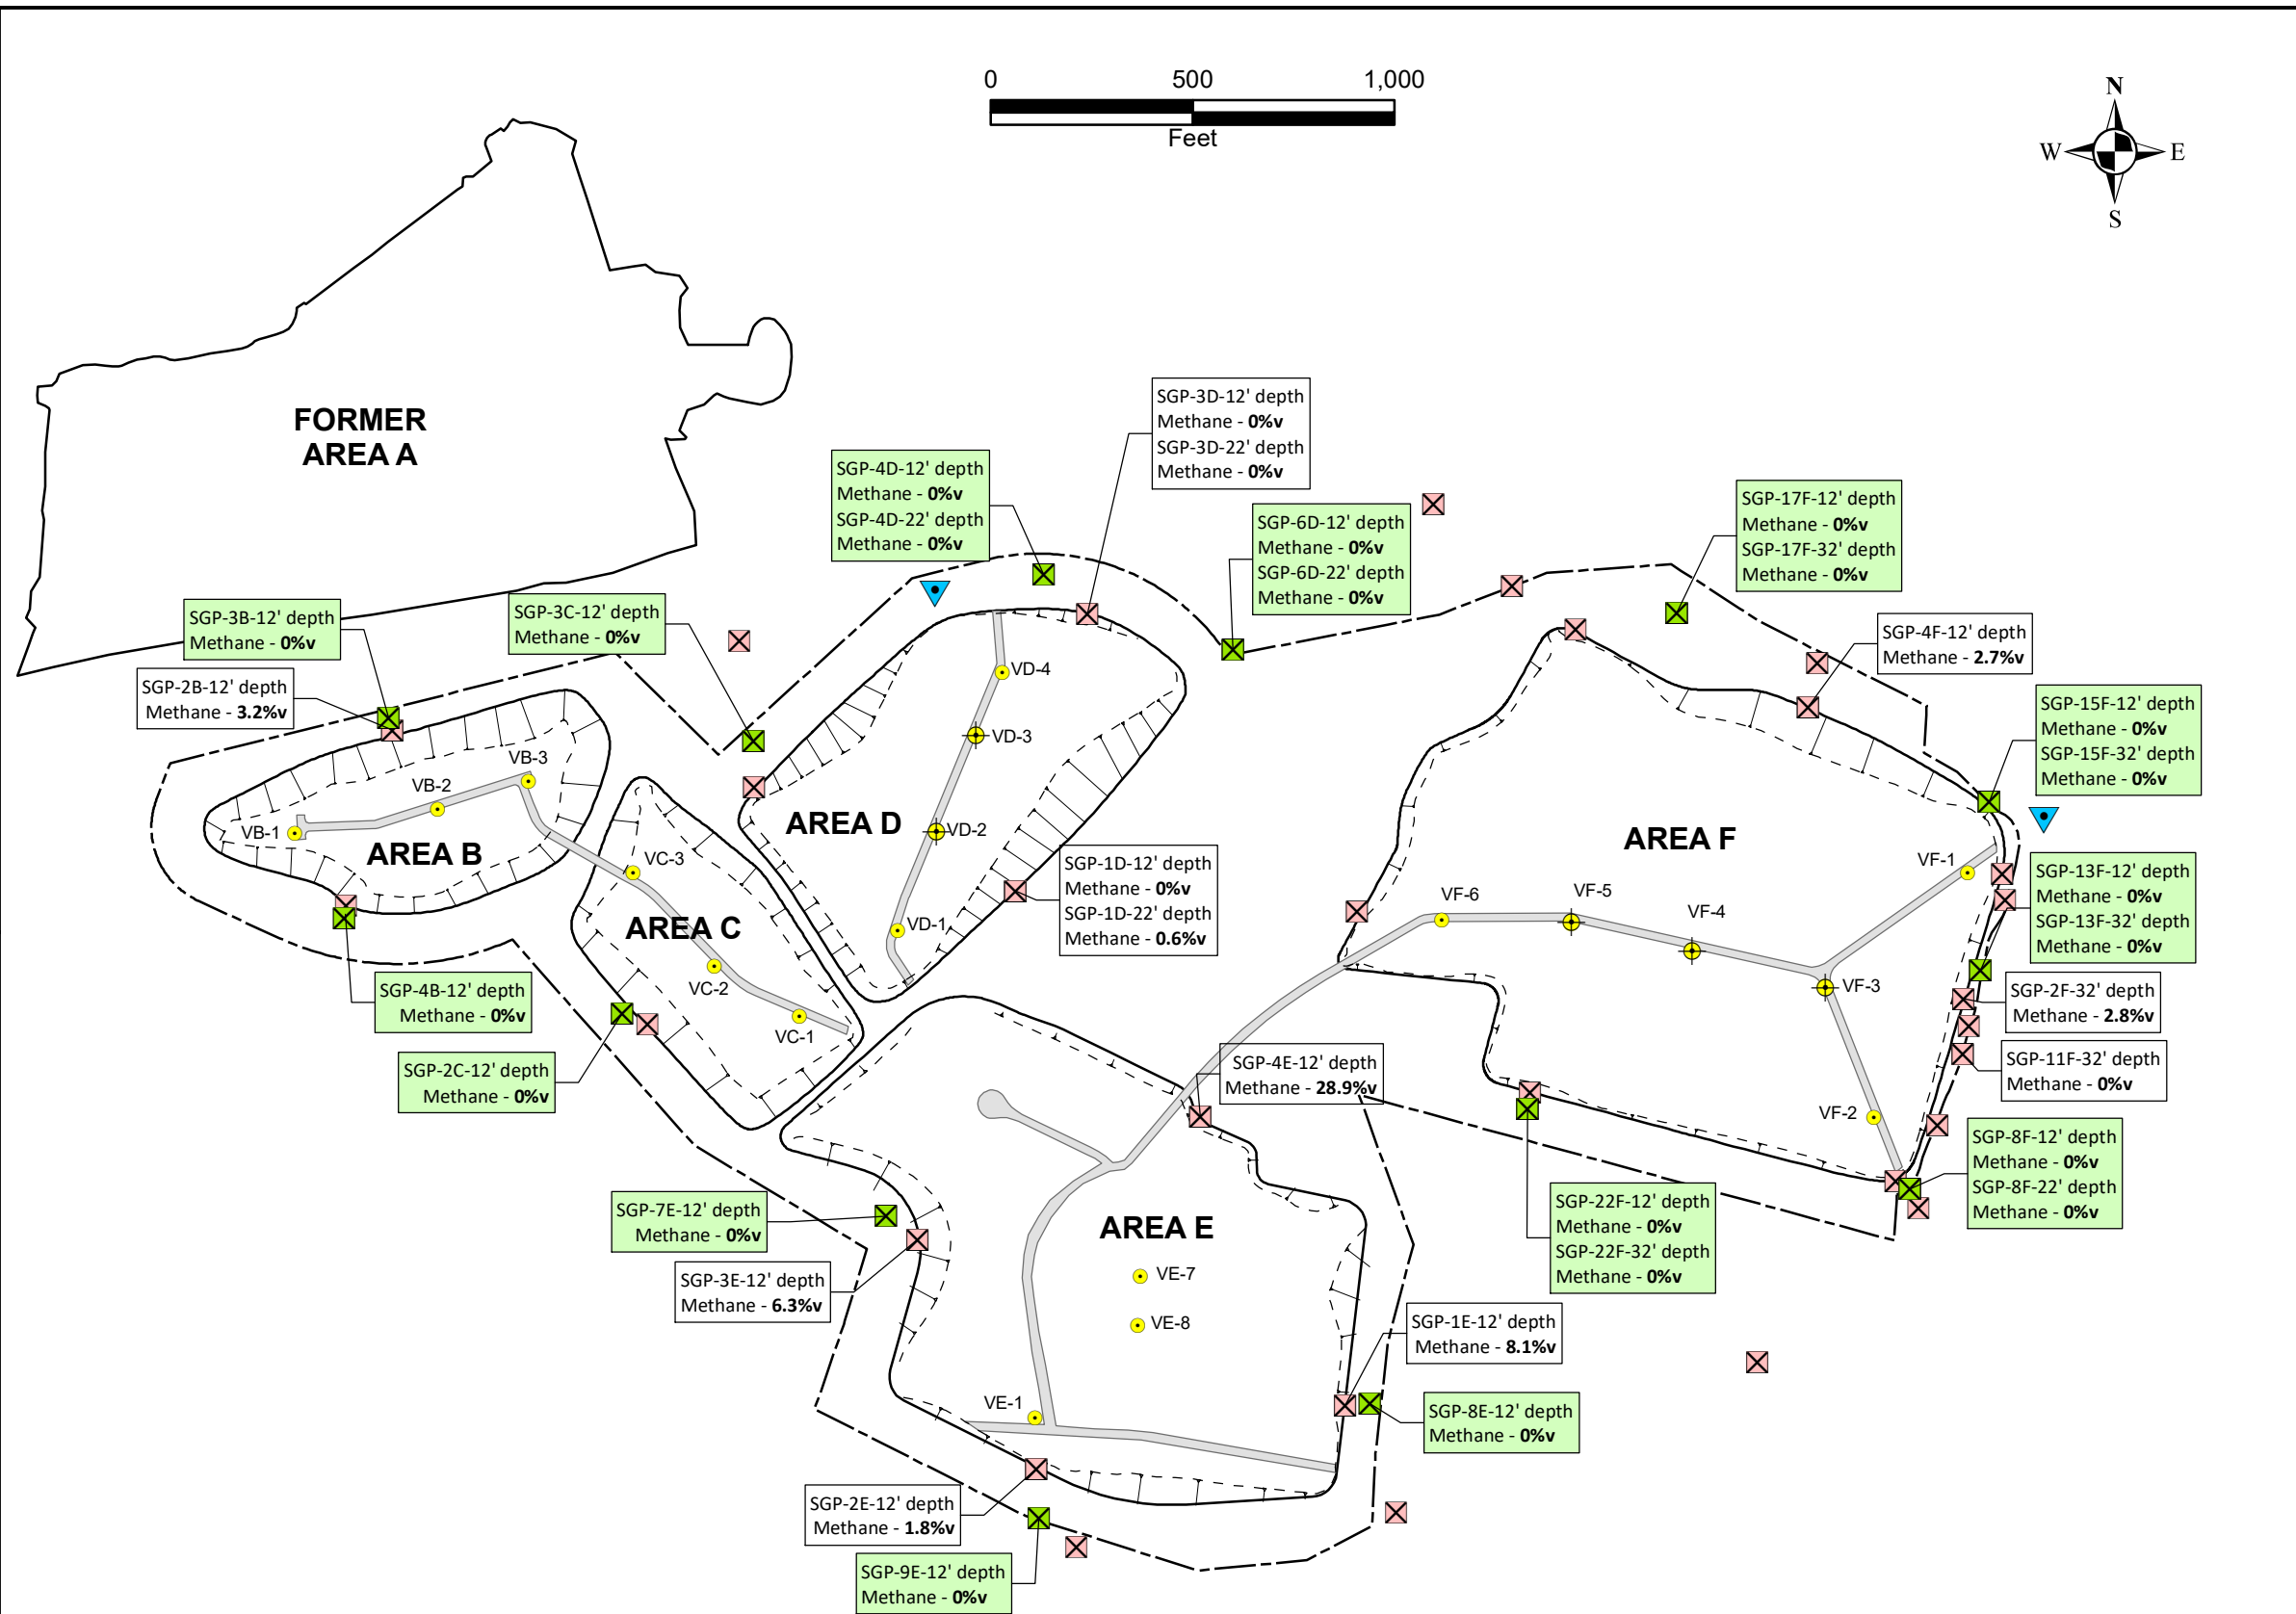 0 500 1,000
Feet
N
W E
S
FORMER
AREA A
SGP-3D-12' depth
Methane - 0%v
SGP-3D-22' depth
Methane - 0%v
SGP-4D-12' depth
Methane - 0%v
SGP-4D-22' depth
Methane - 0%v
SGP-6D-12' depth
Methane - 0%v
SGP-6D-22' depth
Methane - 0%v
SGP-17F-12' depth
Methane - 0%v
SGP-17F-32' depth
Methane - 0%v
SGP-3B-12' depth
Methane - 0%v
SGP-3C-12' depth
Methane - 0%v
SGP-4F-12' depth
Methane - 2.7%v
SGP-2B-12' depth
Methane - 3.2%v
SGP-15F-12' depth
Methane - 0%v
SGP-15F-32' depth
Methane - 0%v
VD-4
VD-3
VD-2
VD-1
VB-3
VB-2
VB-1
AREA B
AREA D
AREA F
VC-3
AREA C
VC-2
VC-1
SGP-1D-12' depth
Methane - 0%v
SGP-1D-22' depth
Methane - 0.6%v
VF-1
VF-6
VF-5
VF-4
VF-3
VF-2
SGP-13F-12' depth
Methane - 0%v
SGP-13F-32' depth
Methane - 0%v
SGP-4B-12' depth
Methane - 0%v
SGP-2F-32' depth
Methane - 2.8%v
SGP-2C-12' depth
Methane - 0%v
SGP-4E-12' depth
Methane - 28.9%v
SGP-11F-32' depth
Methane - 0%v
SGP-8F-12' depth
Methane - 0%v
SGP-8F-22' depth
Methane - 0%v
SGP-7E-12' depth
Methane - 0%v
SGP-22F-12' depth
Methane - 0%v
SGP-22F-32' depth
Methane - 0%v
AREA E
SGP-3E-12' depth
Methane - 6.3%v
VE-7
VE-8
SGP-1E-12' depth
Methane - 8.1%v
VE-1
SGP-8E-12' depth
Methane - 0%v
SGP-2E-12' depth
Methane - 1.8%v
SGP-9E-12' depth
Methane - 0%v